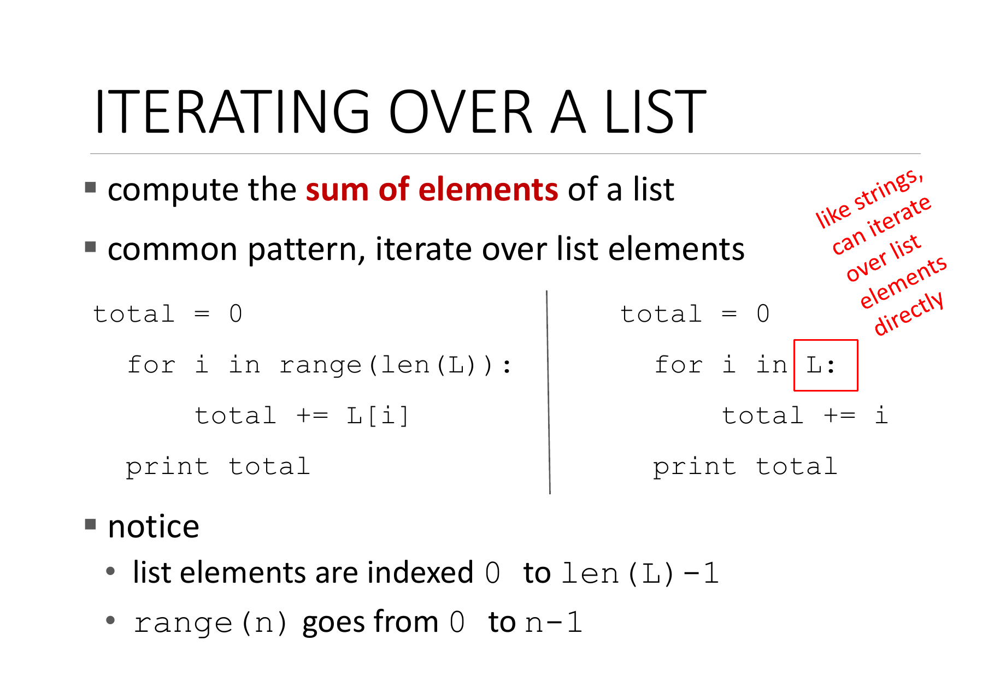 ITERATING OVER A LIST
▪ compute the sum of elements of a list
▪ common pattern, iterate over list elements
like strings,
can iterate
over list
elements
directly
total = 0
for i in range(len(L)):
total += L[i]
print total
total = 0
for i in L:
total += i
print total
▪ notice
• list elements are indexed 0 to len(L)-1
• range(n) goes from 0 to n-1